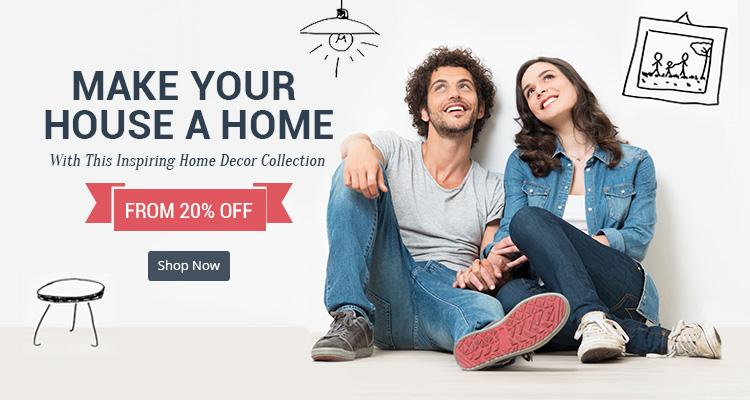 MAKE YOUR
HOUSE A HOME
With This Inspiring Home Decor Collection
FROM 20% OFF
Shop Now